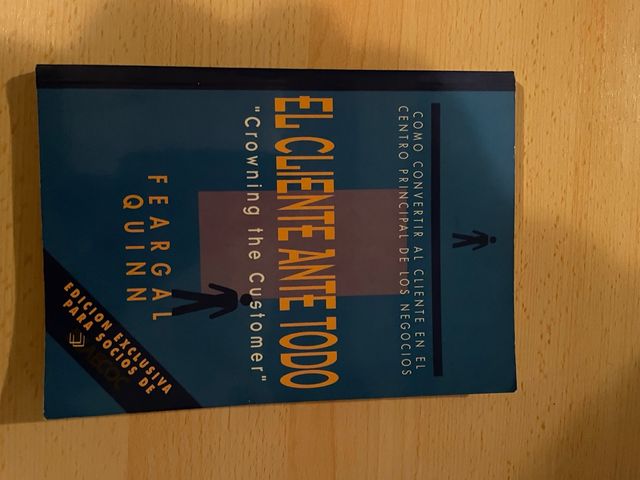 COMO CONVERTIR AL CLIENTE EN EL
CENTRO PRINCIPAL DE LOS NEGOCIOS
EL CLIENTE ANTE TODO
"Crowning the Customer"
FEARGAL
QUINN
EDICION EXCLUSIVA
PARA SOCIOS DE
AECOC